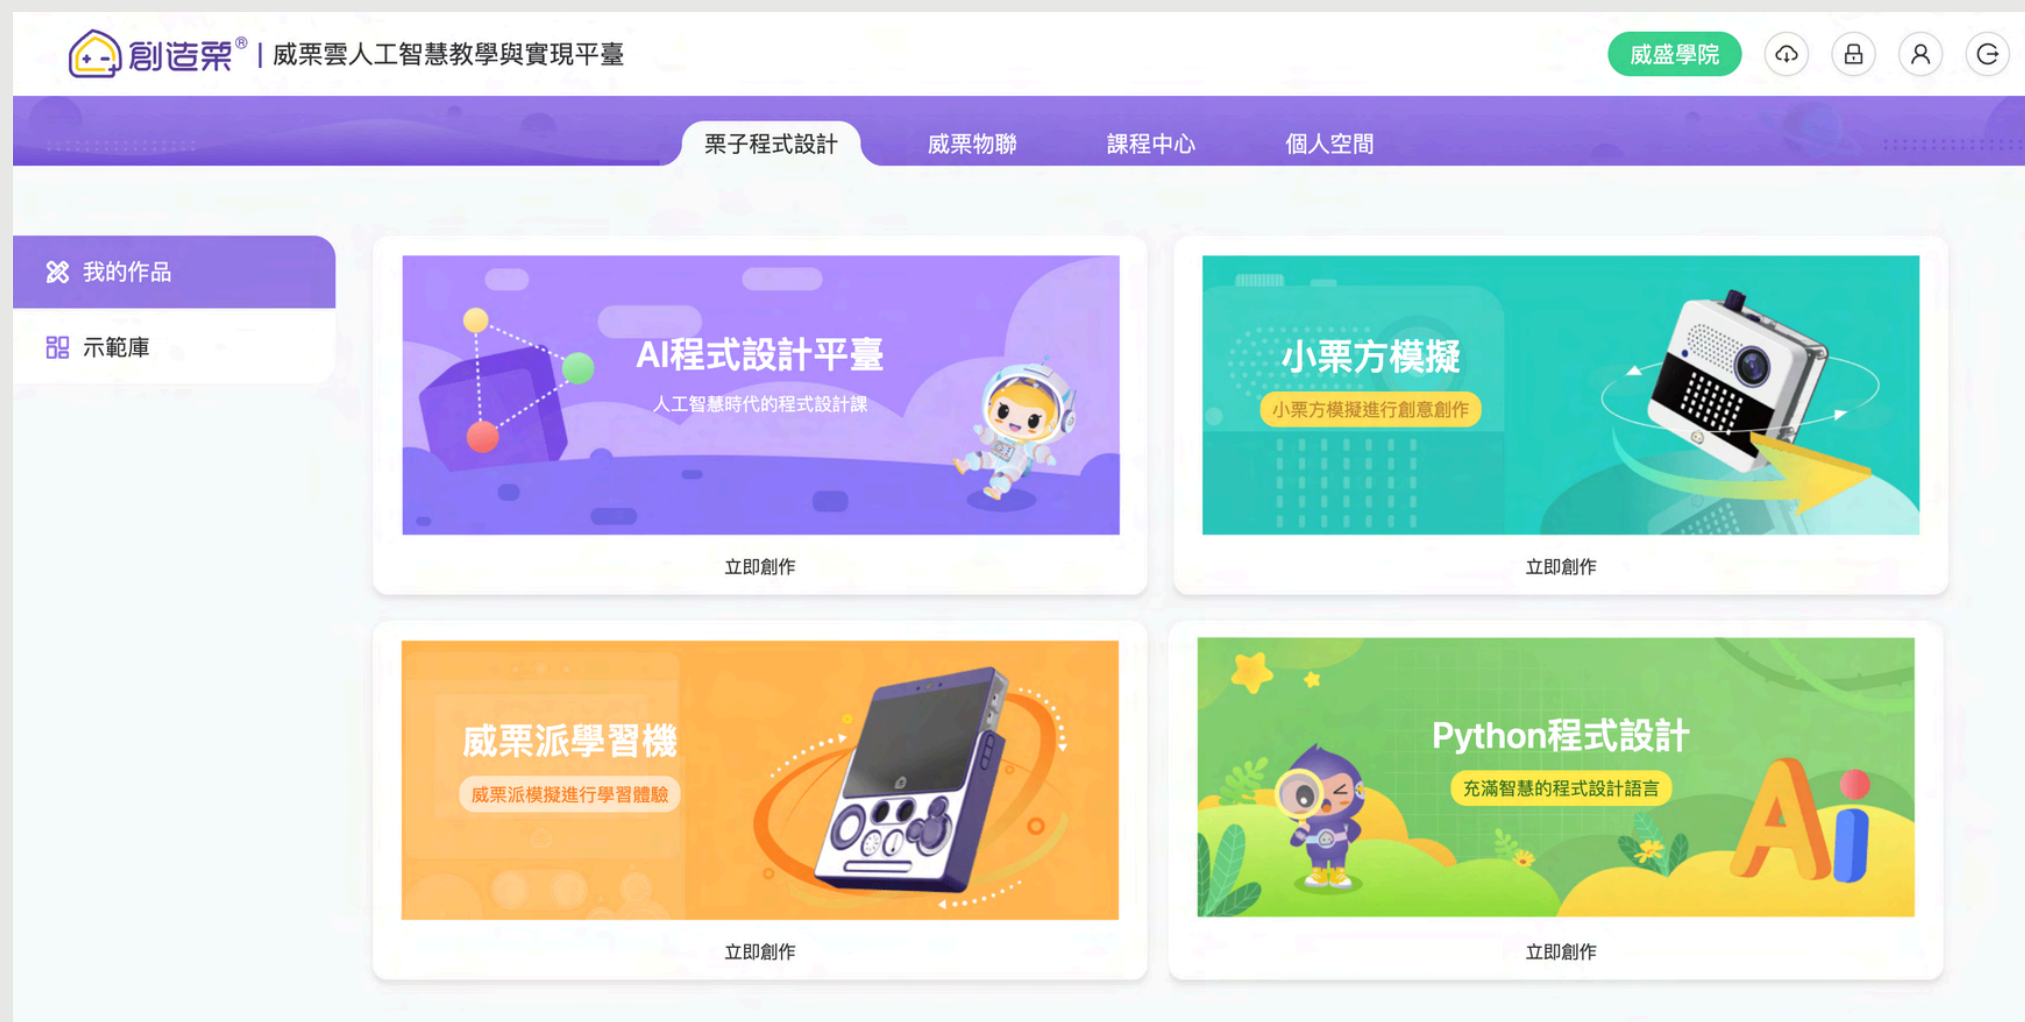 創造栗® | 威栗雲人工智慧教學與實現平臺
威盛學院
栗子程式設計 威栗物聯 課程中心 個人空間
我的作品
示範庫
AI程式設計平臺
人工智慧時代的程式設計課
立即創作
小栗方模擬
小栗方模擬進行創意創作
立即創作
威栗派學習機
威栗派模擬進行學習體驗
立即創作
Python程式設計
充滿智慧的程式設計語言
Ai
立即創作